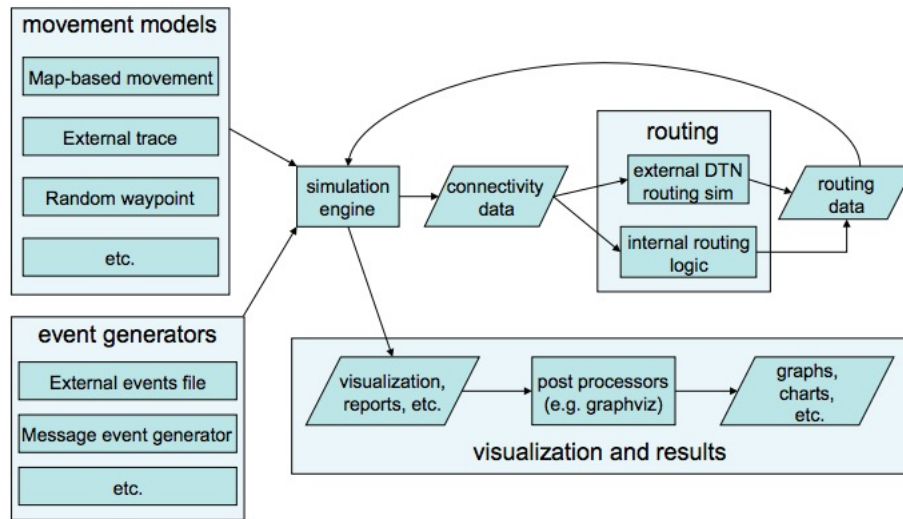 movement models
Map-based movement
External trace
Random waypoint
etc.
event generators
External events file
Message event generator
etc.
simulation
engine
connectivity
data
routing
external DTN
routing sim
internal routing
logic
routing
data
visualization,
reports, etc.
post processors
(e.g. graphviz)
graphs,
charts,
etc.
visualization and results